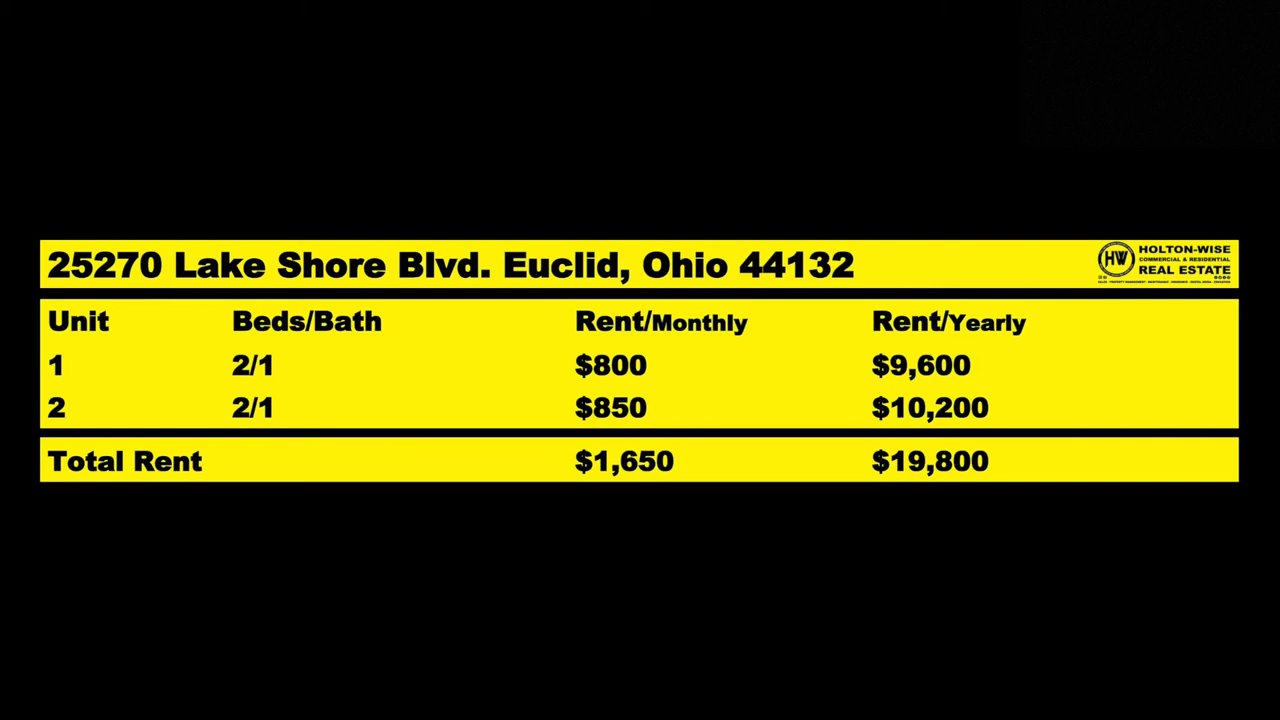 25270 Lake Shore Blvd. Euclid, Ohio 44132
HW
HOLTON-WISE
COMMERCIAL & RESIDENTIAL
REAL ESTATE
Unit Beds/Bath Rent/Monthly Rent/Yearly
1 2/1 $800 $9,600
2 2/1 $850 $10,200
Total Rent $1,650 $19,800